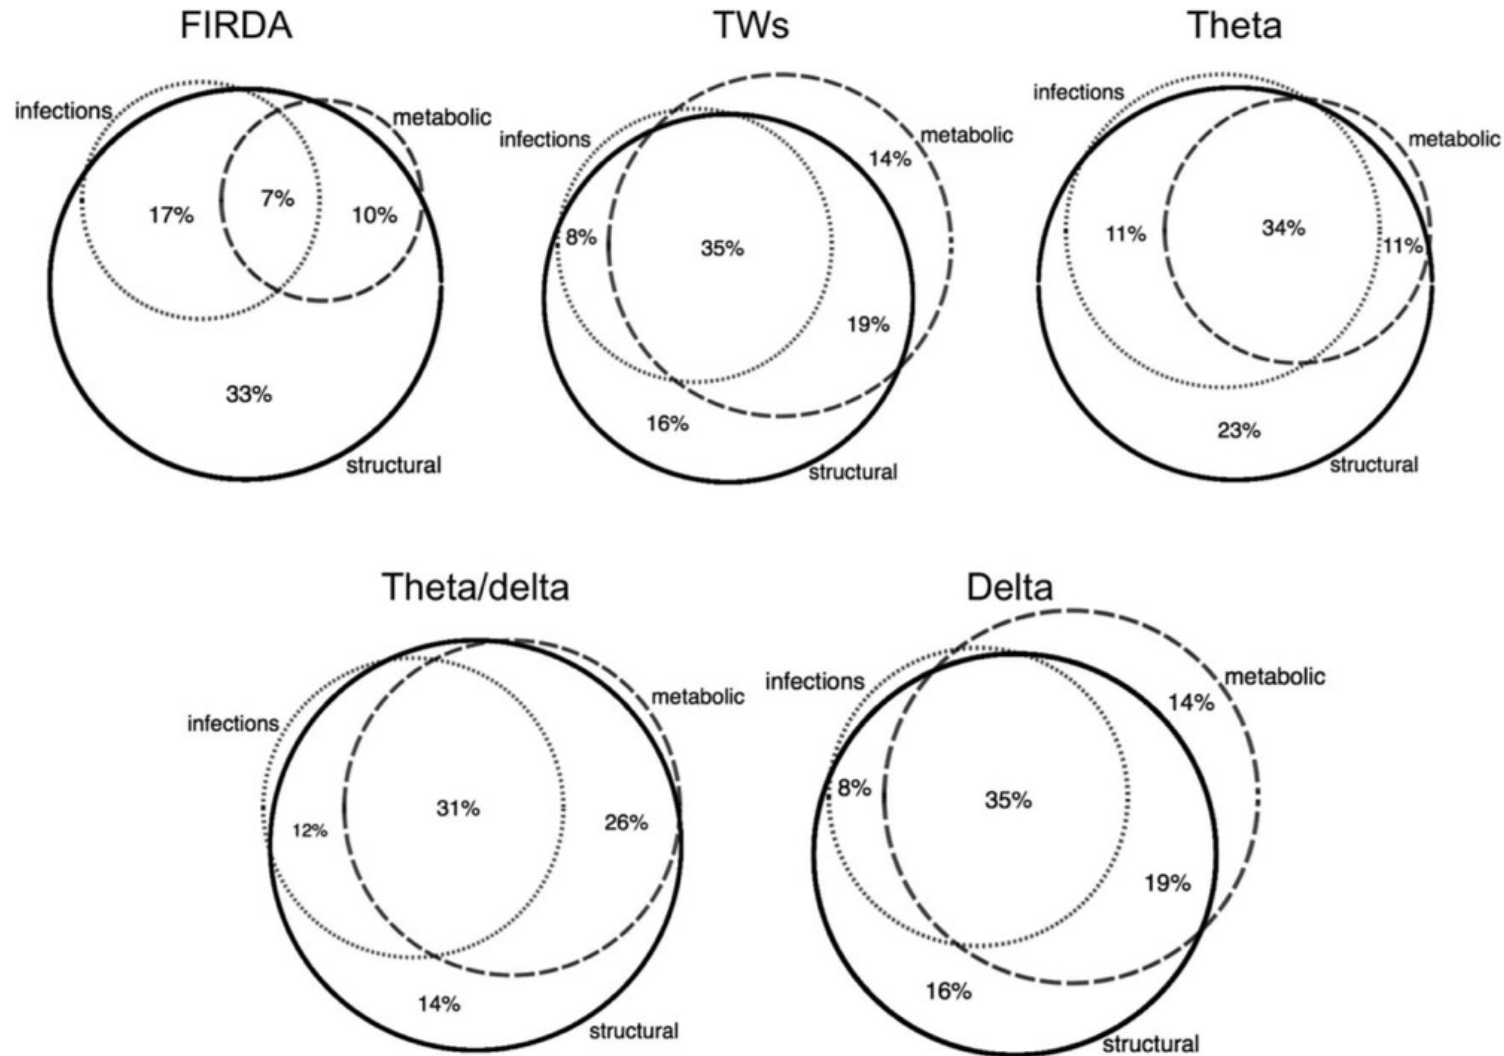 FIRDA
infections
metabolic
17%
7%
10%
33%
structural
TWs
infections
metabolic
14%
8%
35%
19%
16%
structural
Theta
infections
metabolic
11%
34%
11%
23%
structural
Theta/delta
infections
metabolic
12%
31%
26%
14%
structural
Delta
infections
metabolic
14%
8%
35%
19%
16%
structural